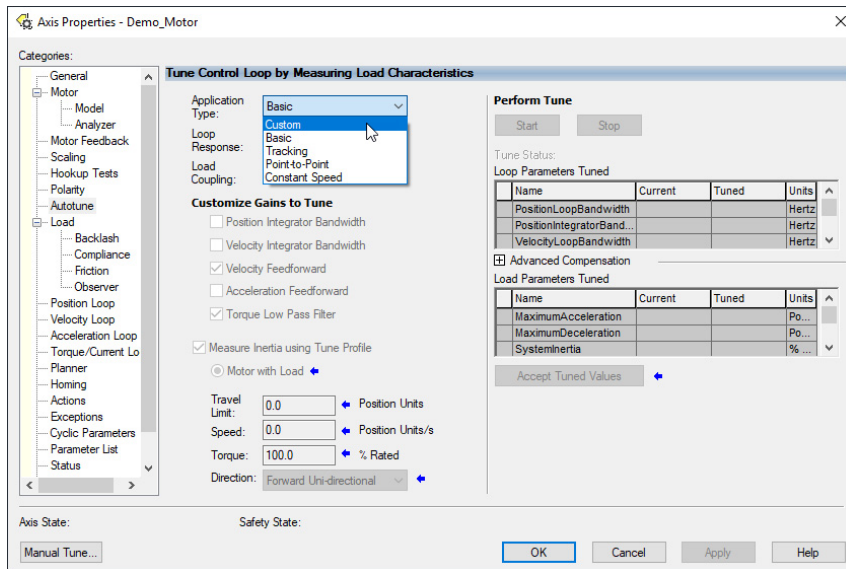 Axis Properties - Demo_Motor
Categories:
General
Motor
Model
Analyzer
Motor Feedback
Scaling
Hookup Tests
Polarity
Autotune
Load
Backlash
Compliance
Friction
Observer
Position Loop
Velocity Loop
Acceleration Loop
Torque/Current Lo
Planner
Homing
Actions
Exceptions
Cyclic Parameters
Parameter List
Status
Tune Control Loop by Measuring Load Characteristics
Application
Type:
Basic
Loop
Response:
Load
Coupling:
Custom
Basic
Tracking
Point-to-Point
Constant Speed
Customize Gains to Tune
Position Integrator Bandwidth
Velocity Integrator Bandwidth
Velocity Feedforward
Acceleration Feedforward
Torque Low Pass Filter
Measure Inertia using Tune Profile
Motor with Load
Travel
Limit:
0.0
Position Units
Speed:
0.0
Position Units/s
Torque:
100.0
% Rated
Direction:
Forward Uni-directional
Perform Tune
Start
Stop
Tune Status:
Loop Parameters Tuned
Name Current Tuned Units
PositionLoopBandwidth Hertz
PositionIntegratorBand... Hertz
VelocityLoopBandwidth Hertz
Advanced Compensation
Load Parameters Tuned
Name Current Tuned Units
MaximumAcceleration Po...
MaximumDeceleration Po...
SystemInertia % ...
Accept Tuned Values
Axis State:
Safety State:
Manual Tune...
OK
Cancel
Apply
Help